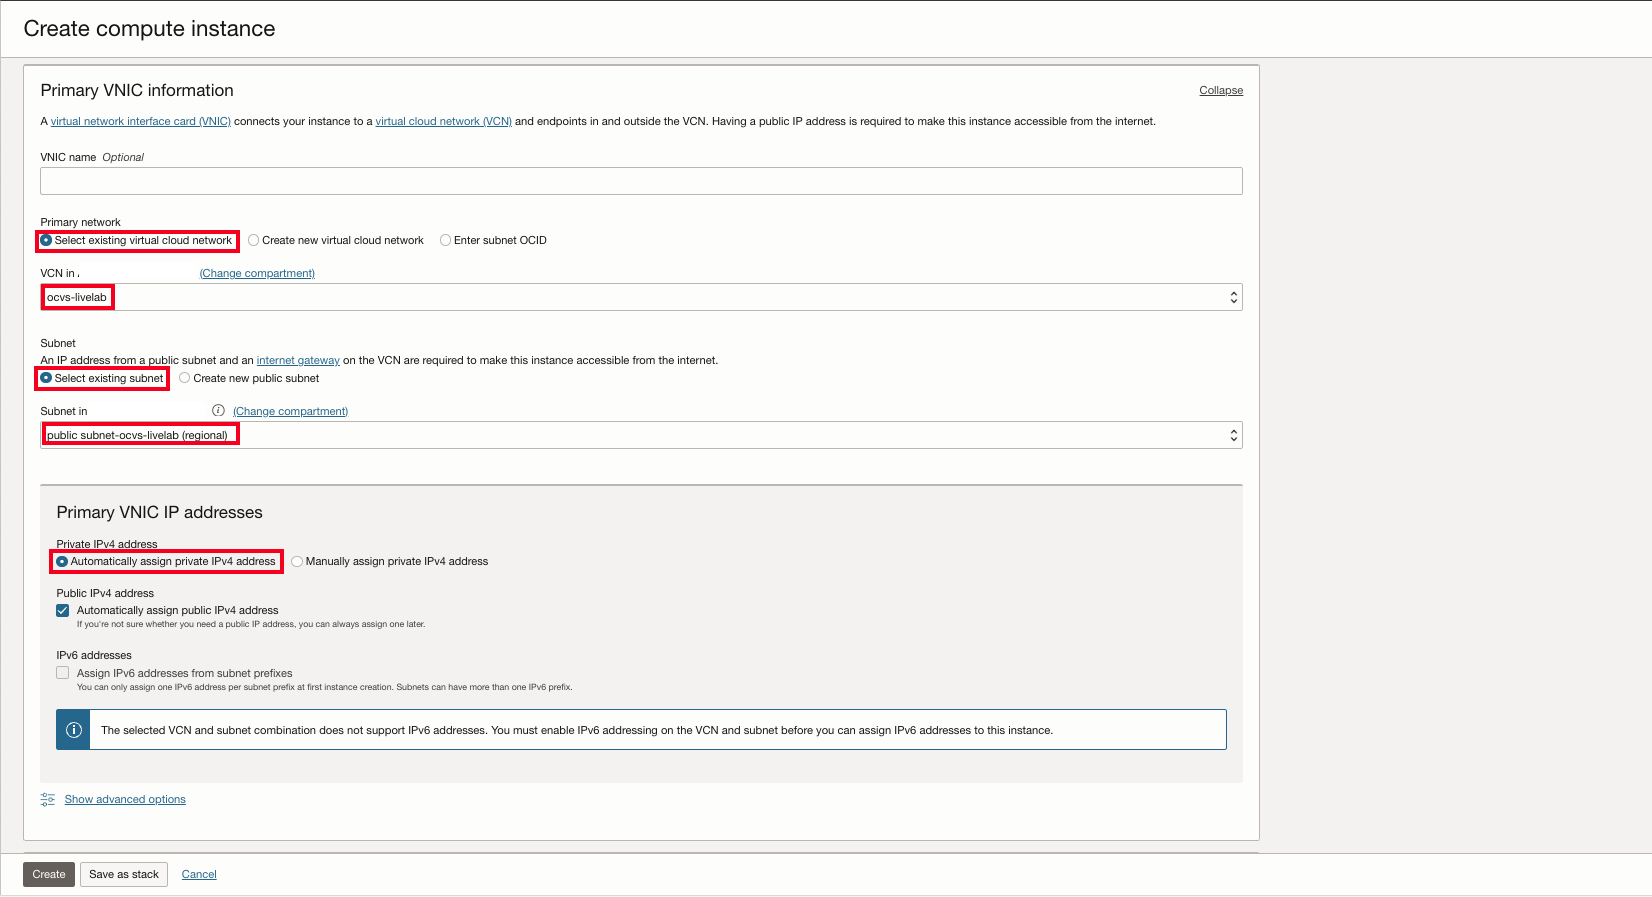 Create compute instance
Primary VNIC information
Collapse
A virtual network interface card (VNIC) connects your instance to a virtual cloud network (VCN) and endpoints in and outside the VCN. Having a public IP address is required to make this instance accessible from the internet.
VNIC name Optional
Primary network
Select existing virtual cloud network Create new virtual cloud network Enter subnet OCID
VCN in (Change compartment)
ocvs-livelab
Subnet
An IP address from a public subnet and an internet gateway on the VCN are required to make this instance accessible from the internet.
Select existing subnet Create new public subnet
Subnet in (Change compartment)
public subnet-ocvs-livelab (regional)
Primary VNIC IP addresses
Private IPv4 address
Automatically assign private IPv4 address Manually assign private IPv4 address
Public IPv4 address
Automatically assign public IPv4 address
If you're not sure whether you need a public IP address, you can always assign one later.
IPv6 addresses
Assign IPv6 addresses from subnet prefixes
You can only assign one IPv6 address per subnet prefix at first instance creation. Subnets can have more than one IPv6 prefix.
The selected VCN and subnet combination does not support IPv6 addresses. You must enable IPv6 addressing on the VCN and subnet before you can assign IPv6 addresses to this instance.
Show advanced options
Create Save as stack Cancel